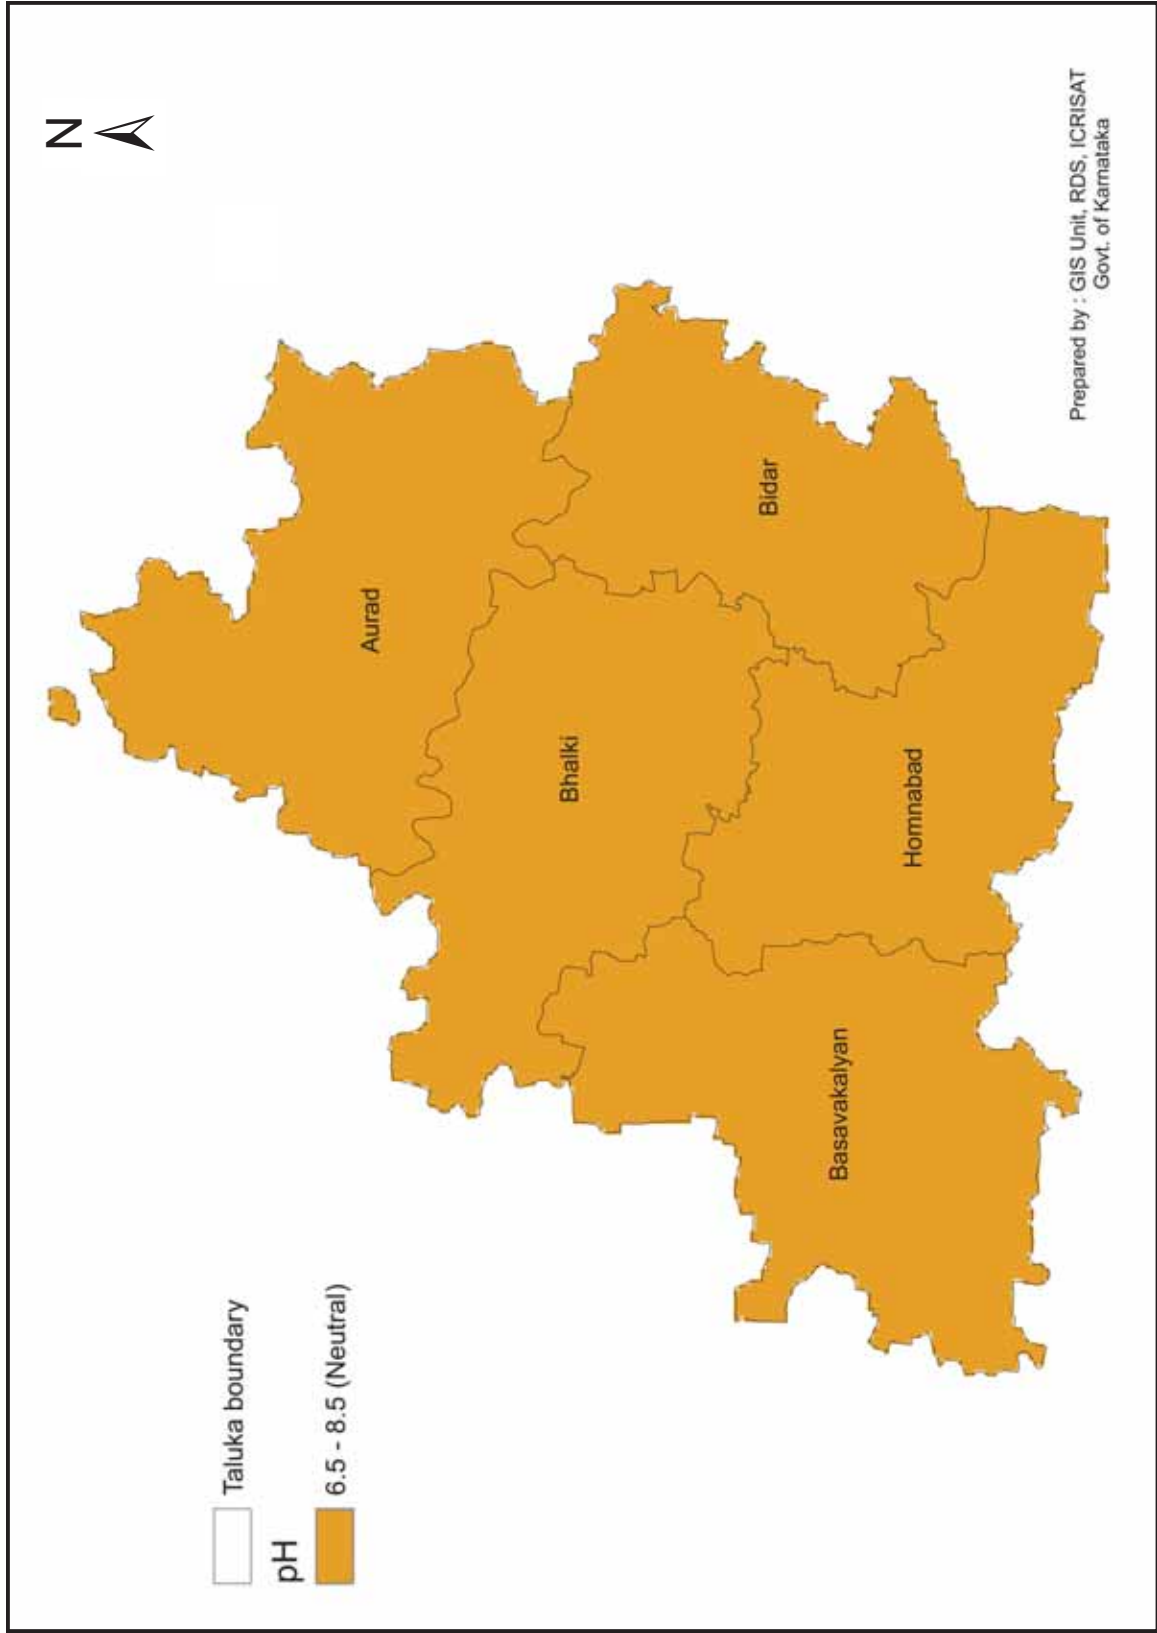 N
Aurad
Bhalki
Bidar
Homnabad
Basavakalyan
Taluka boundary
pH
6.5 - 8.5 (Neutral)
Prepared by : GIS Unit, RDS, ICRISAT
Govt. of Karnataka